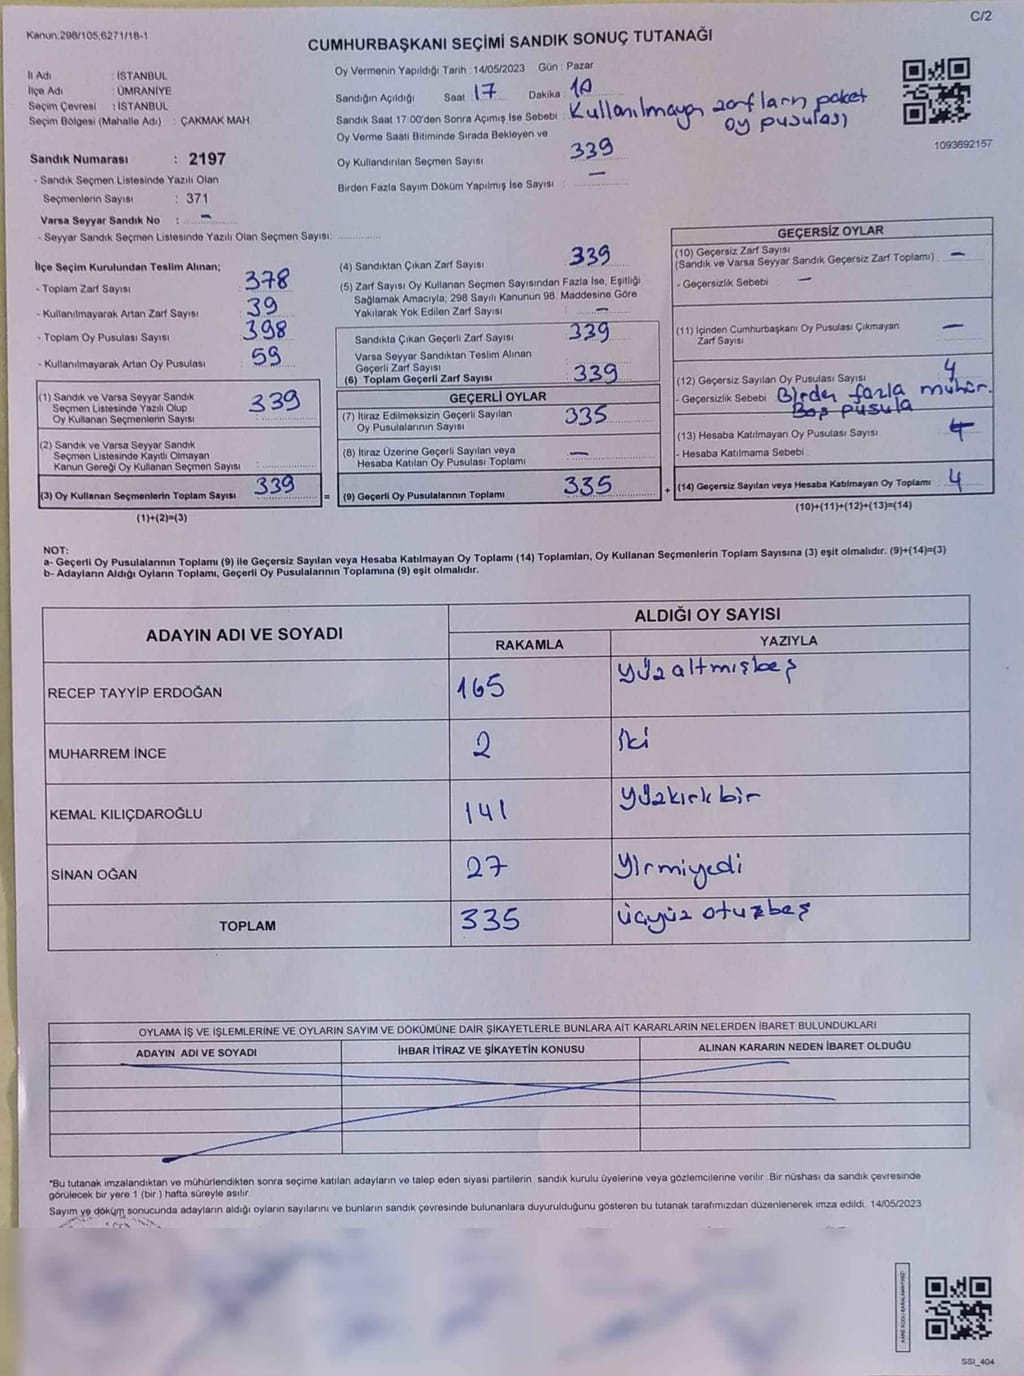 Kanun.298/105,6271/18-1
C/2
CUMHURBAŞKANI SEÇİMİ SANDIK SONUÇ TUTANAĞI
İl Adı : İSTANBUL
İlçe Adı : ÜMRANİYE
Seçim Çevresi : İSTANBUL
Seçim Bölgesi (Mahalle Adı) : ÇAKMAK MAH.
Sandık Numarası : 2197
- Sandık Seçmen Listesinde Yazılı Olan
Seçmenlerin Sayısı : 371
Varsa Seyyar Sandık No : –
- Seyyar Sandık Seçmen Listesinde Yazılı Olan Seçmen Sayısı:
Oy Vermenin Yapıldığı Tarih : 14/05/2023 Gün : Pazar
Sandığın Açıldığı Saat 17 Dakika 10
Sandık Saat 17:00'den Sonra Açımış İse Sebebi : Kullanılmayan zarfların paket
oy pusulası
Oy Verme Saati Bitiminde Sırada Bekleyen ve
Oy Kullandırılan Seçmen Sayısı : 339
Birden Fazla Sayım Döküm Yapılmış İse Sayısı : –
1093692157
İlçe Seçim Kurulundan Teslim Alınan;
- Toplam Zarf Sayısı : 378
- Kullanılmayarak Artan Zarf Sayısı : 39
- Toplam Oy Pusulası Sayısı : 398
- Kullanılmayarak Artan Oy Pusulası : 59
(1) Sandık ve Varsa Seyyar Sandık
Seçmen Listesinde Yazılı Olup
Oy Kullanan Seçmenlerin Sayısı : 339
(2) Sandık ve Varsa Seyyar Sandık
Seçmen Listesinde Kayıtlı Olmayan
Kanun Gereği Oy Kullanan Seçmen Sayısı :
(3) Oy Kullanan Seçmenlerin Toplam Sayısı : 339
(1)+(2)=(3)
(4) Sandıktan Çıkan Zarf Sayısı : 339
(5) Zarf Sayısı Oy Kullanan Seçmen Sayısından Fazla İse, Eşitliği
Sağlamak Amacıyla, 298 Sayılı Kanunun 98. Maddesine Göre
Yakılarak Yok Edilen Zarf Sayısı : –
Sandıkta Çıkan Geçerli Zarf Sayısı : 339
Varsa Seyyar Sandıktan Teslim Alınan
Geçerli Zarf Sayısı :
(6) Toplam Geçerli Zarf Sayısı : 339
GEÇERLİ OYLAR
(7) İtiraz Edilmeksizin Geçerli Sayılan
Oy Pusulalarının Sayısı : 335
(8) İtiraz Üzerine Geçerli Sayılan veya
Hesaba Katılan Oy Pusulası Toplamı : –
= (9) Geçerli Oy Pusulalarının Toplamı : 335
GEÇERSİZ OYLAR
(10) Geçersiz Zarf Sayısı
(Sandık ve Varsa Seyyar Sandık Geçersiz Zarf Toplamı) : –
- Geçersizlik Sebebi : –
(11) İçinden Cumhurbaşkanı Oy Pusulası Çıkmayan
Zarf Sayısı : –
(12) Geçersiz Sayılan Oy Pusulası Sayısı : 4
- Geçersizlik Sebebi : Birden fazla mühür.
Boş pusula
(13) Hesaba Katılmayan Oy Pusulası Sayısı :
- Hesaba Katılmama Sebebi :
+ (14) Geçersiz Sayılan veya Hesaba Katılmayan Oy Toplamı : 4
(10)+(11)+(12)+(13)=(14)
NOT:
a- Geçerli Oy Pusulalarının Toplamı (9) ile Geçersiz Sayılan veya Hesaba Katılmayan Oy Toplamı (14) Toplamları, Oy Kullanan Seçmenlerin Toplam Sayısına (3) eşit olmalıdır. (9)+(14)=(3)
b- Adayların Aldığı Oyların Toplamı, Geçerli Oy Pusulalarının Toplamına (9) eşit olmalıdır.
ADAYIN ADI VE SOYADI
ALDIĞI OY SAYISI
RAKAMLA YAZIYLA
RECEP TAYYİP ERDOĞAN 165 yüzaltmışbeş
MUHARREM İNCE 2 iki
KEMAL KILIÇDAROĞLU 141 yüzkırkbir
SİNAN OĞAN 27 yirmiyedi
TOPLAM 335 üçyüz otuzbeş
OYLAMA İŞ VE İŞLEMLERİNE VE OYLARIN SAYIM VE DÖKÜMÜNE DAİR ŞİKAYETLERLE BUNLARA AİT KARARLARIN NELERDEN İBARET BULUNDUKLARI
ADAYIN ADI VE SOYADI İHBAR İTİRAZ VE ŞİKAYETİN KONUSU ALINAN KARARIN NEDEN İBARET OLDUĞU
*Bu tutanak imzalandıktan ve mühürlendikten sonra seçime katılan adayların ve talep eden siyasi partilerin sandık kurulu üyelerine veya gözlemcilerine verilir. Bir nüshası da sandık çevresinde
görülecek bir yere 1 (bir ) hafta süreyle asılır.
Sayım ve döküm sonucunda adayların aldığı oyların sayılarını ve bunların sandık çevresinde bulunanlara duyurulduğunu gösteren bu tutanak tarafımızdan düzenlenerek imza edildi. 14/05/2023
SSI_404